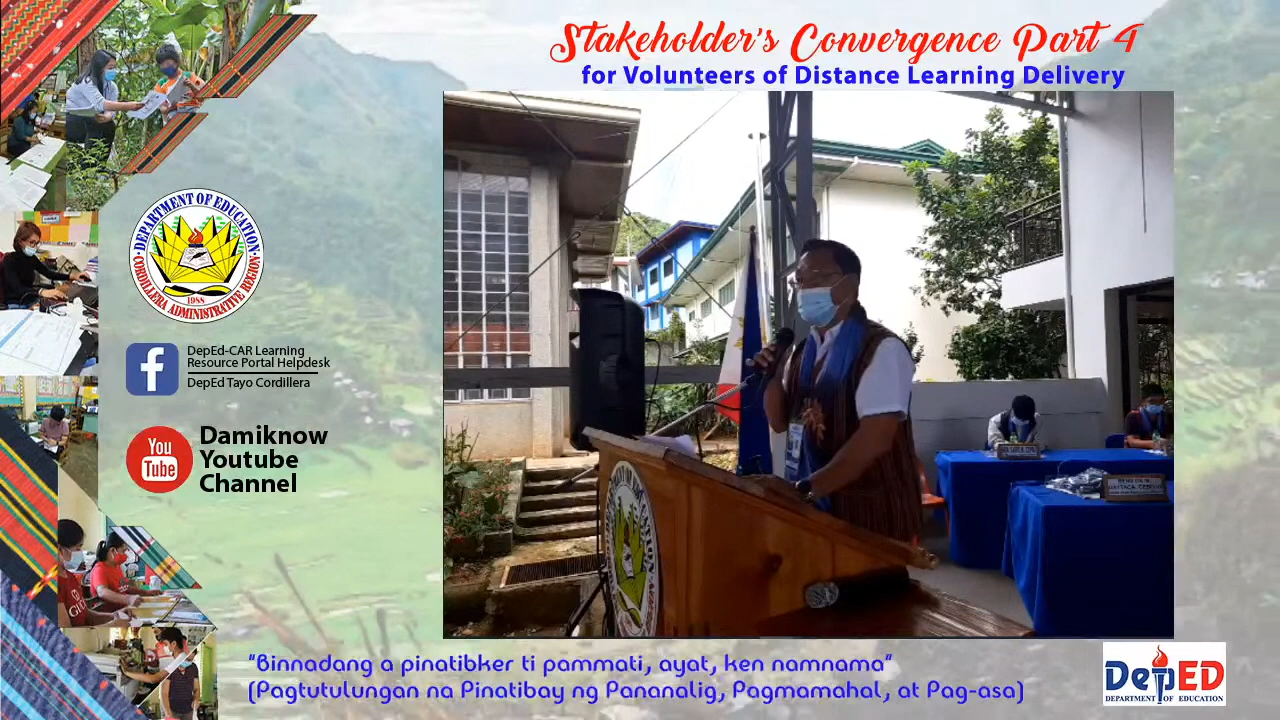 Stakeholder's Convergence Part 4
for Volunteers of Distance Learning Delivery
DEPARTMENT OF EDUCATION
CORDILLERA ADMINISTRATIVE REGION
1988
DepEd-CAR Learning
Resource Portal Helpdesk
DepEd Tayo Cordillera
You
Tube
Damiknow
Youtube
Channel
"Binnadang a pinatibker ti pammati, ayat, ken namnama"
(Pagtutulungan na Pinatibay ng Pananalig, Pagmamahal, at Pag-asa)
DepED
DEPARTMENT OF EDUCATION